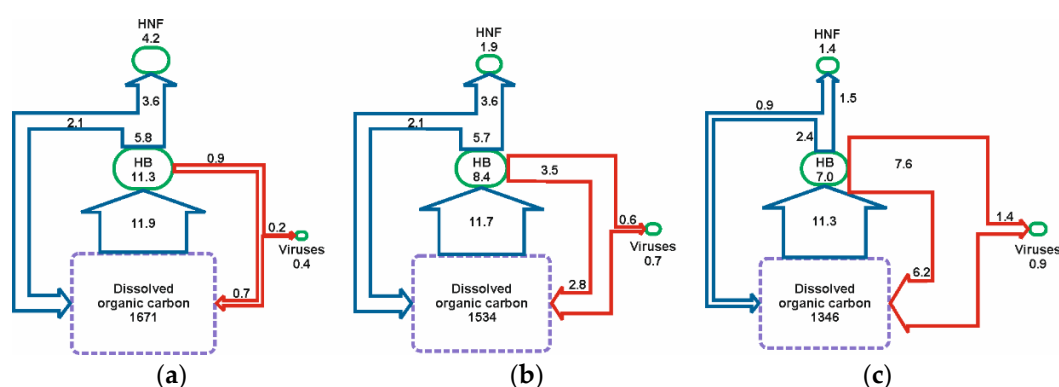 HNF
4.2
3.6
2.1
5.8
HB
11.3
0.9
11.9
0.2
Viruses
0.4
0.7
Dissolved
organic carbon
1671
(a)
HNF
1.9
3.6
2.1
5.7
HB
8.4
3.5
11.7
0.6
Viruses
0.7
2.8
Dissolved
organic carbon
1534
(b)
HNF
1.4
1.5
0.9
2.4
HB
7.0
7.6
11.3
1.4
Viruses
0.9
6.2
Dissolved
organic carbon
1346
(c)